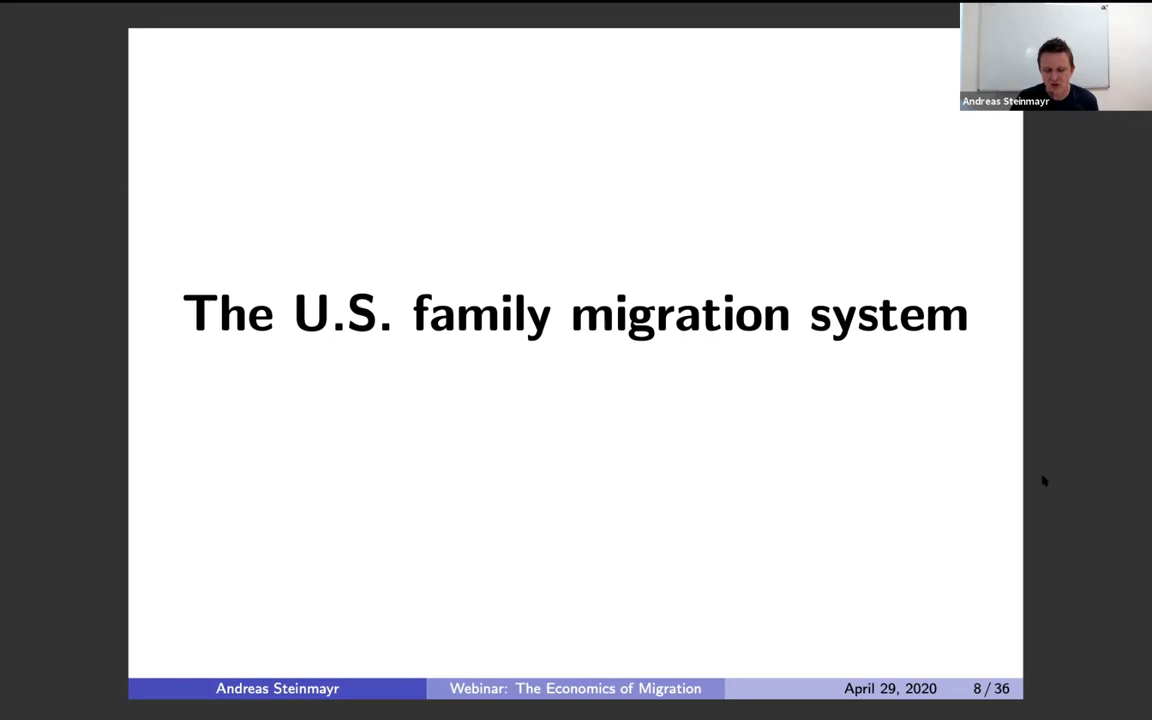 Andreas Steinmayr
The U.S. family migration system
Andreas Steinmayr
Webinar: The Economics of Migration
April 29, 2020
8 / 36